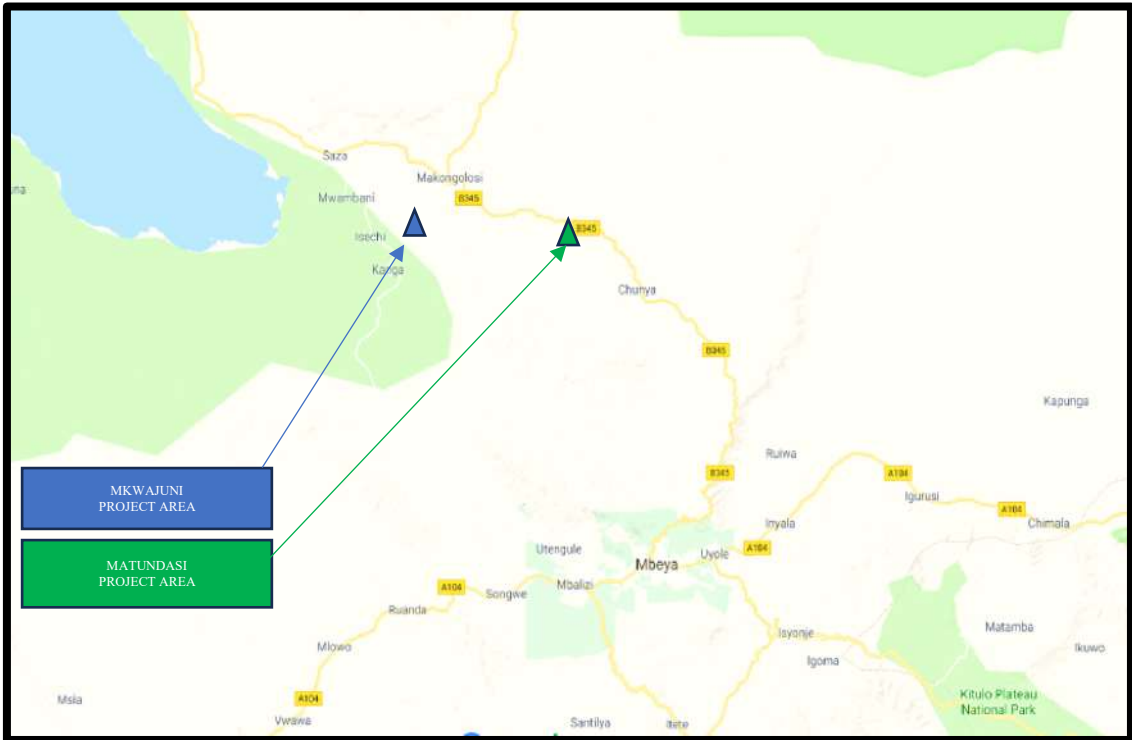 Saza
Makongolosi
Mwambani
B345
Isechi
B345
Kanga
Chunya
B345
Kapunga
Ruiwa
B345
A104
Igurusi
A104
Chimala
Inyala
MKWAJUNI
PROJECT AREA
Utengule
Mbeya
Uyole
A104
MATUNDASI
PROJECT AREA
Mbalizi
A104
Songwe
Ruanda
Isyonje
Matamba
Mlowo
Igoma
Ikuwo
Msia
A104
Kitulo Plateau
National Park
Vwawa
Santilya
Itete